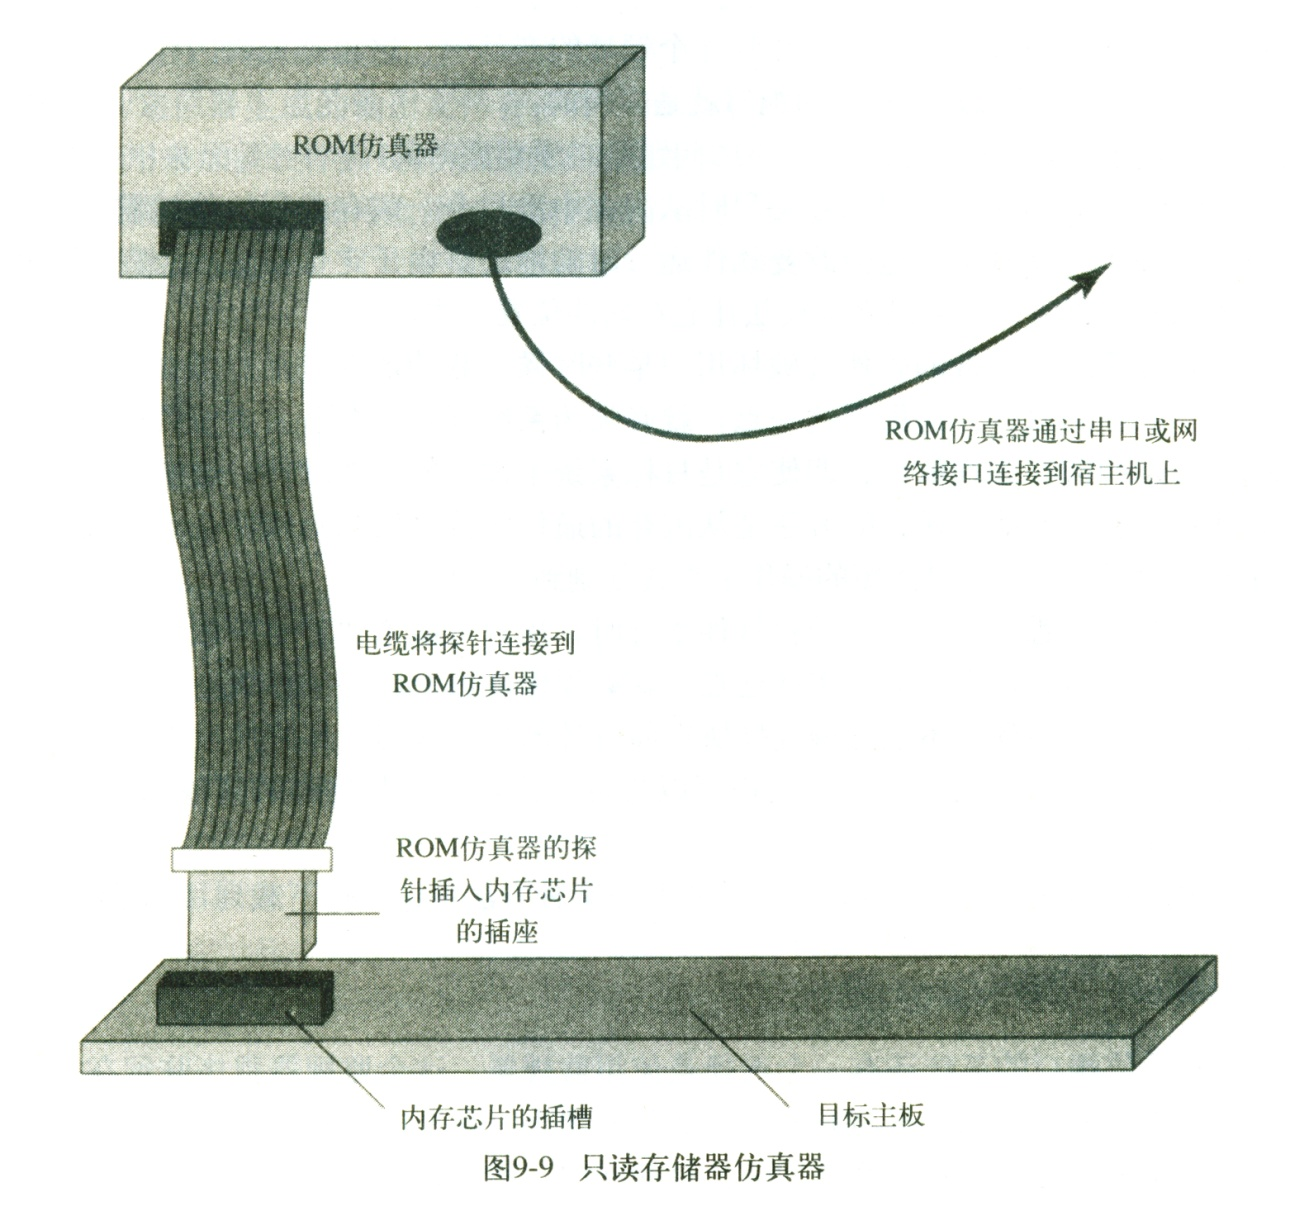 ROM仿真器
ROM仿真器通过串口或网
络接口连接到宿主机上
电缆将探针连接到
ROM仿真器
ROM仿真器的探
针插入内存芯片
的插座
内存芯片的插槽
目标主板
图9-9 只读存储器仿真器